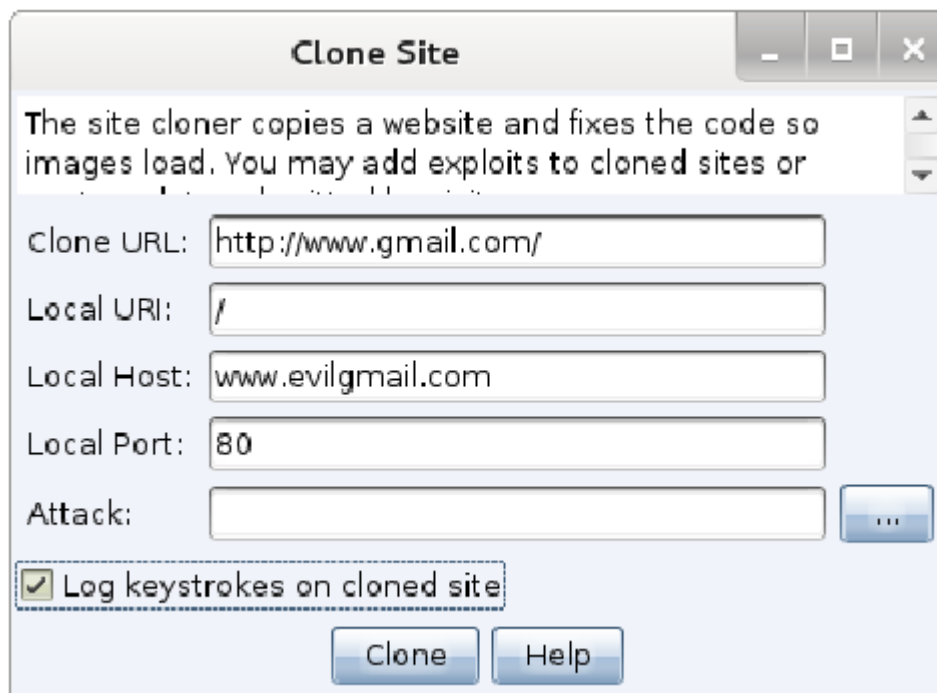 Clone Site
The site cloner copies a website and fixes the code so
images load. You may add exploits to cloned sites or
Clone URL: http://www.gmail.com/
Local URI: /
Local Host: www.evilgmail.com
Local Port: 80
Attack: ...
Log keystrokes on cloned site
Clone Help